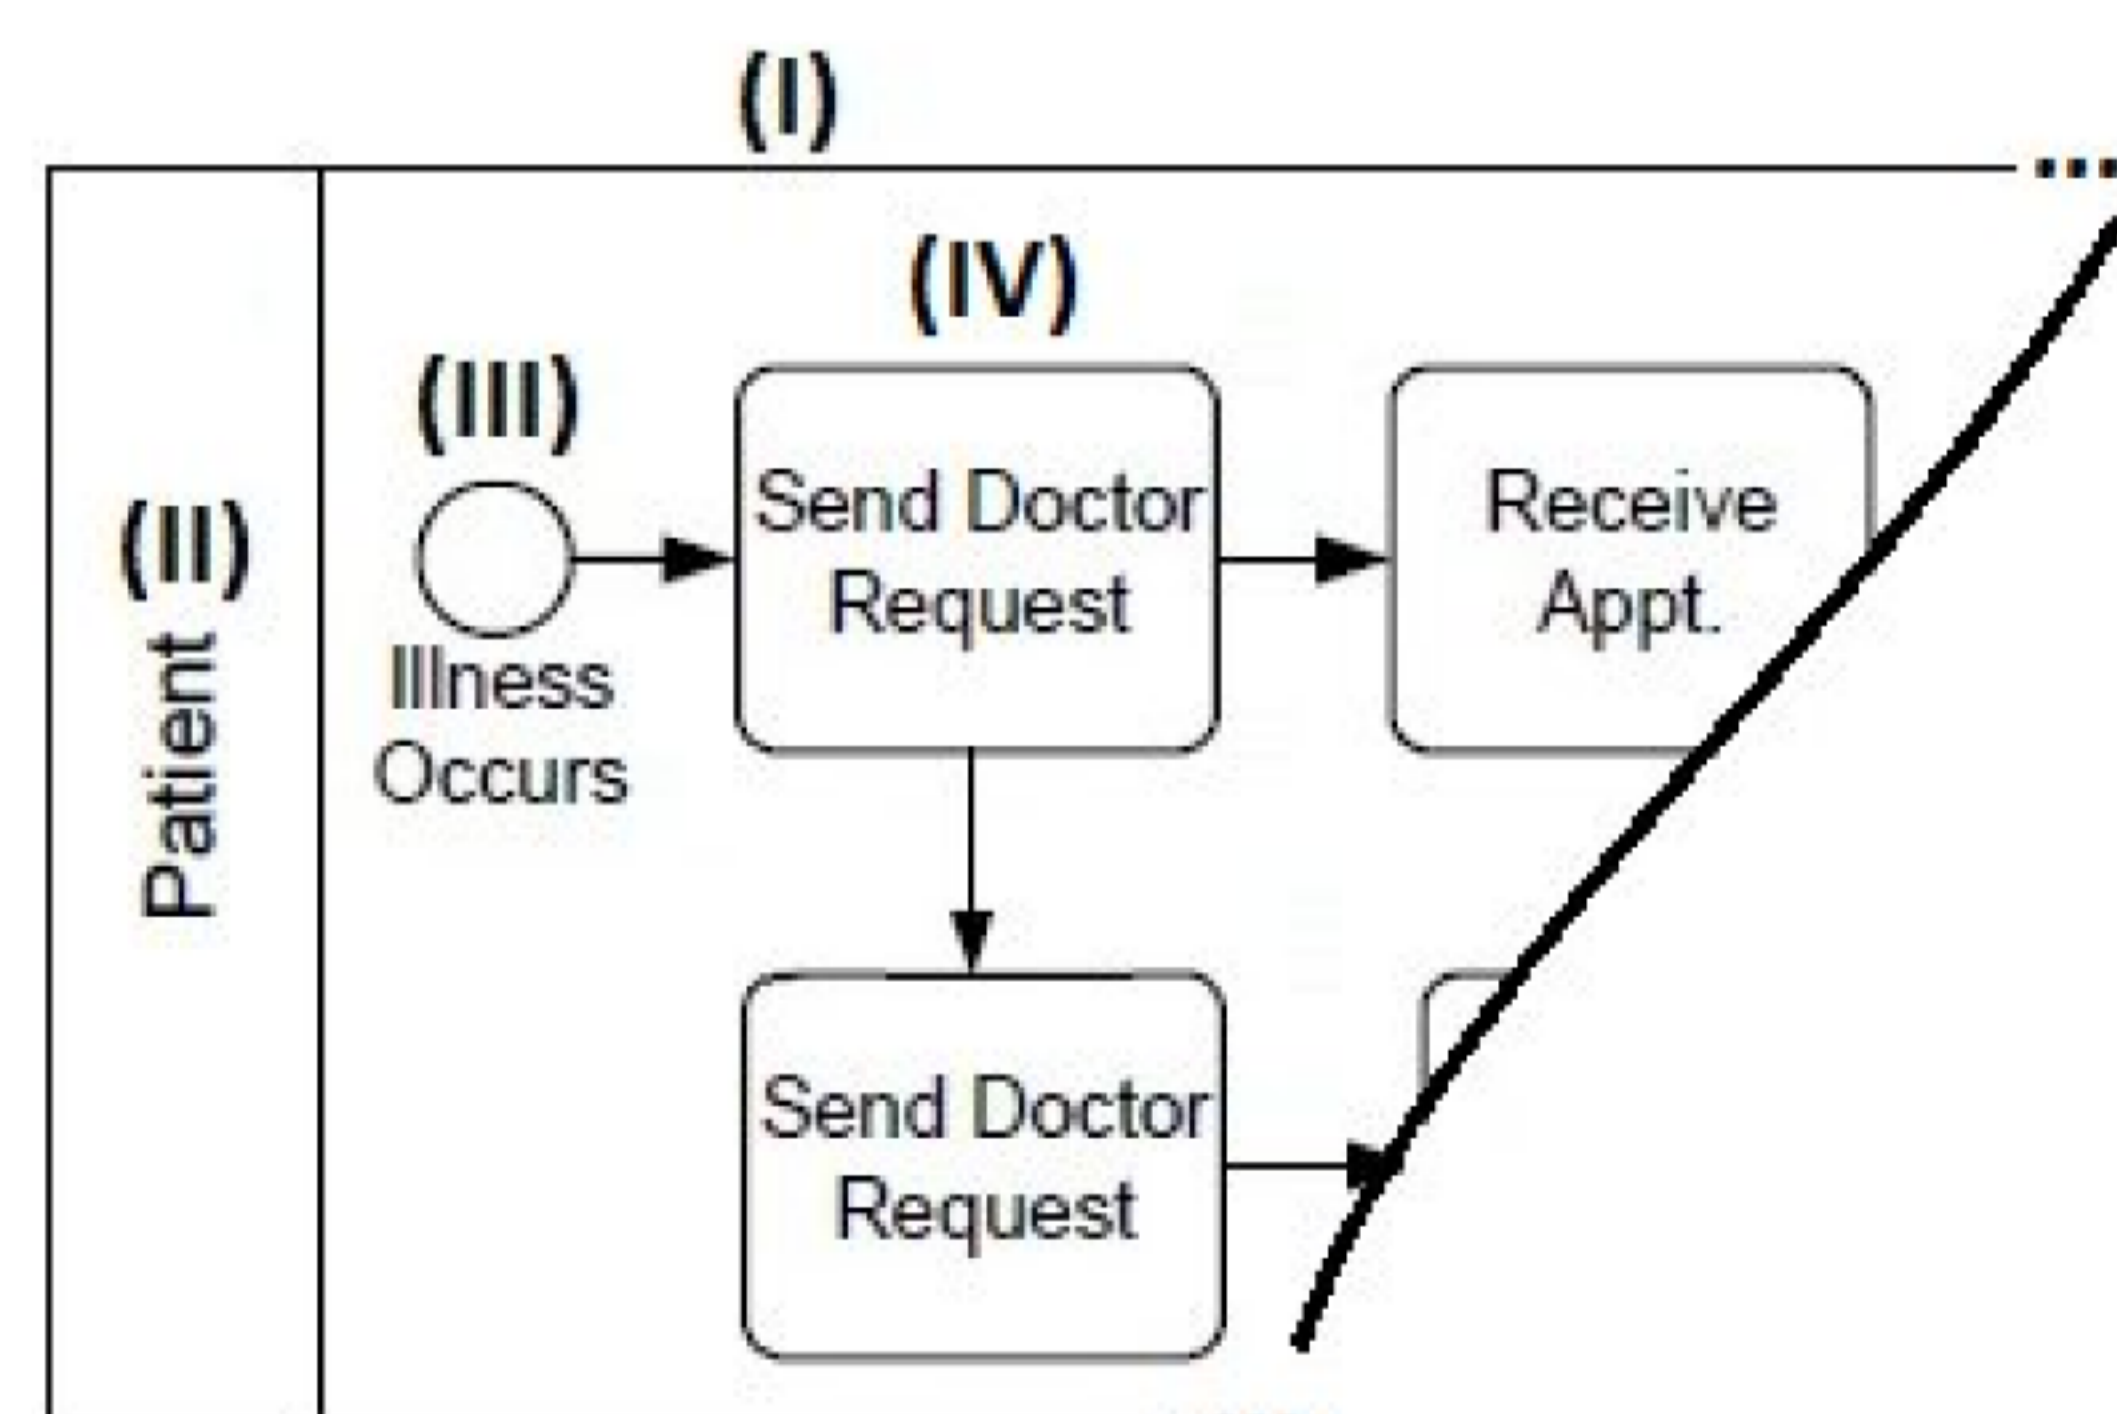 (I)
...
(IV)
(III)
(II)
Patient
Send Doctor
Request
Receive
Appt.
Illness
Occurs
Send Doctor
Request